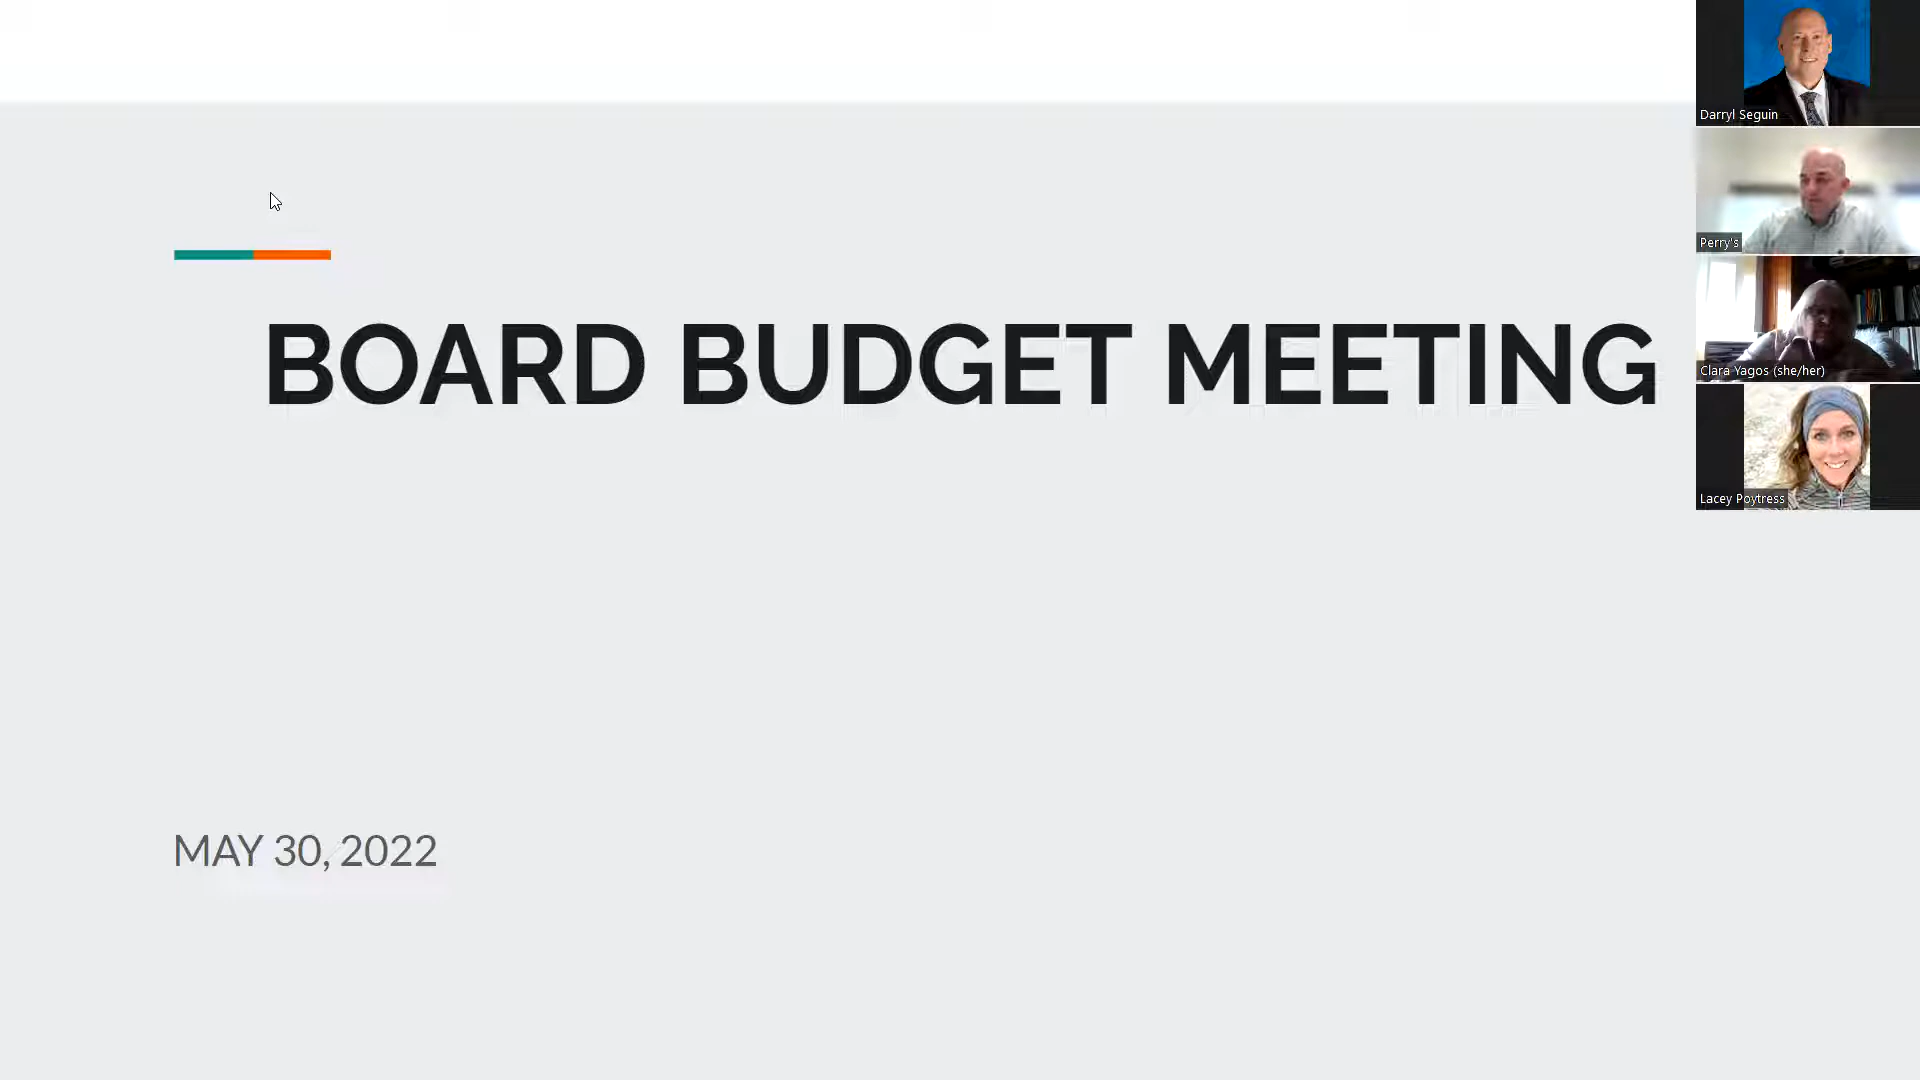 BOARD BUDGET MEETING
MAY 30, 2022
Darryl Seguin
Perry's
Clara Yagos (she/her)
Lacey Poytress